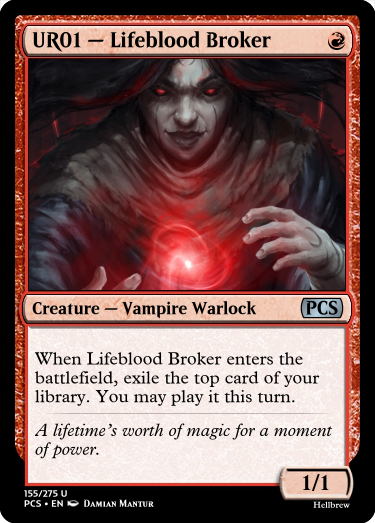 UR01 — Lifeblood Broker
Creature — Vampire Warlock
PCS
When Lifeblood Broker enters the
battlefield, exile the top card of your
library. You may play it this turn.
A lifetime's worth of magic for a moment
of power.
1/1
155/275 U
PCS • EN Damian Mantur
Hellbrew